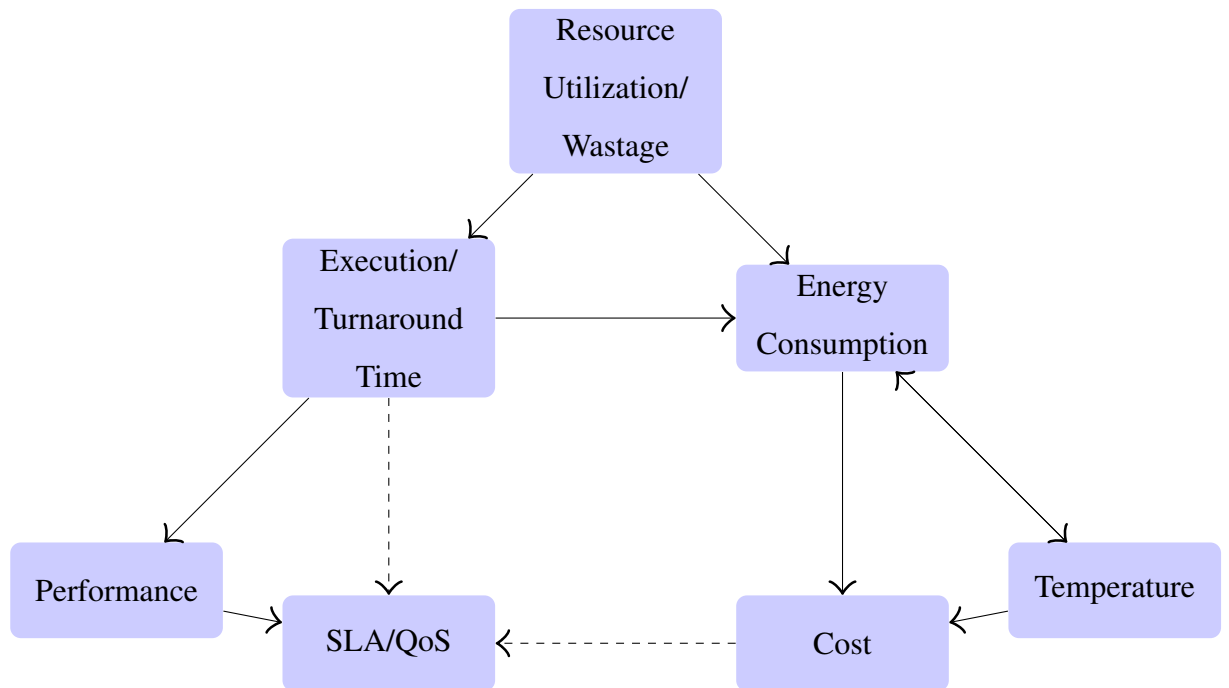 Resource
Utilization/
Wastage
Execution/
Turnaround
Time
Energy
Consumption
Performance
SLA/QoS
Cost
Temperature